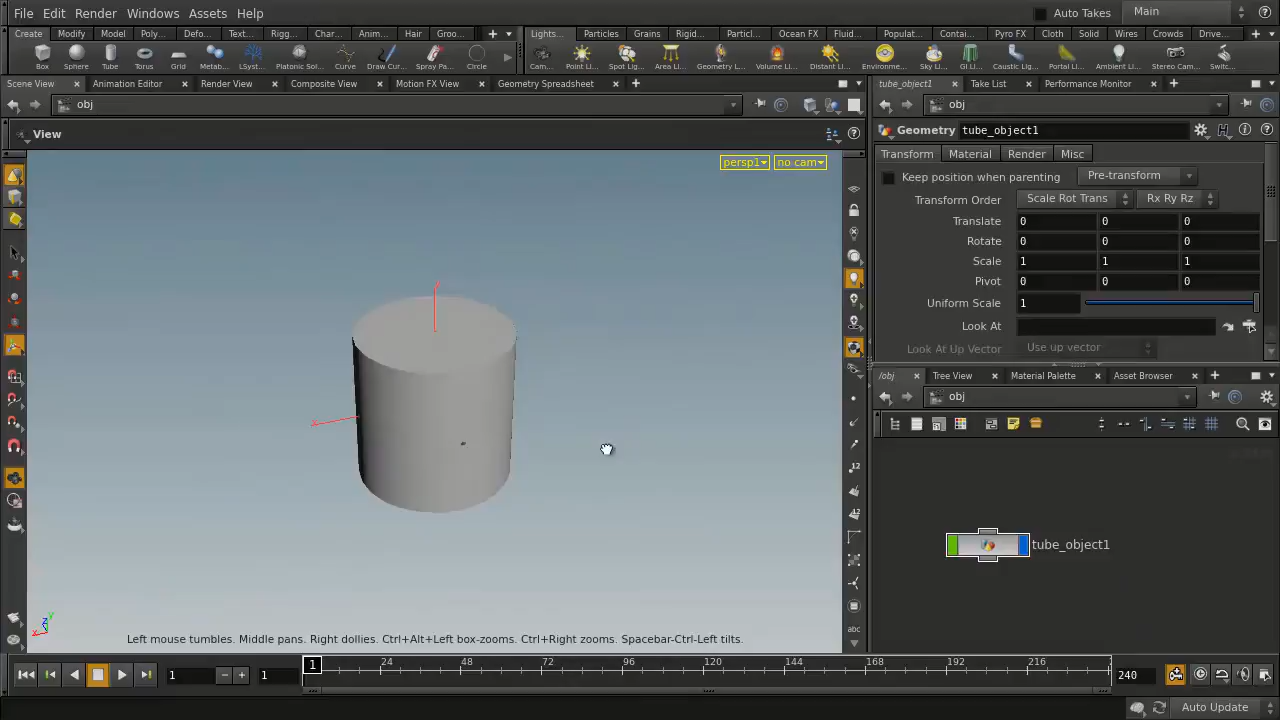 File Edit Render Windows Assets Help Auto Takes Main
Create Modify Model Poly... Defo... Text... Rigg... Char... Anim... Hair Groo... Lights... Particles Grains Rigid... Particl... Ocean FX Fluid... Populat... Contai... Pyro FX Cloth Solid Wires Crowds Drive...
Box Sphere Tube Torus Grid Metab... LSyst... Platonic Sol... Curve Draw Cur... Spray Pa... Circle Cam... Point Li... Spot Lig... Area Li... Geometry L... Volume Li... Distant Li... Environme... Sky Li... GI Li... Caustic Lig... Portal Li... Ambient Li... Stereo Cam... Switc...
Scene View Animation Editor Render View Composite View Motion FX View Geometry Spreadsheet tube_object1 Take List Performance Monitor
obj obj
View Geometry tube_object1
persp1 no cam
Transform Material Render Misc
Keep position when parenting Pre-transform
Transform Order Scale Rot Trans Rx Ry Rz
Translate 0 0 0
Rotate 0 0 0
Scale 1 1 1
Pivot 0 0 0
Uniform Scale 1
Look At
Look At Up Vector Use up vector
/obj Tree View Material Palette Asset Browser
obj
12
tube_object1
abc
Left mouse tumbles. Middle pans. Right dollies. Ctrl+Alt+Left box-zooms. Ctrl+Right zooms. Spacebar-Ctrl-Left tilts.
1 1 1 24 48 72 96 120 144 168 192 216 240
Auto Update